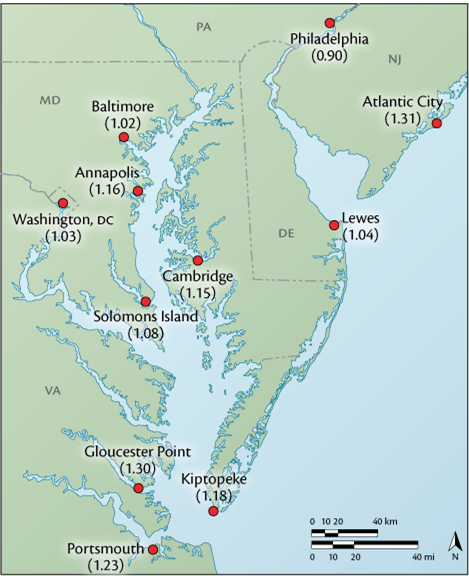 PA
Philadelphia
(0.90)
NJ
MD
Baltimore
(1.02)
Atlantic City
(1.31)
Annapolis
(1.16)
Washington, DC
(1.03)
Lewes
(1.04)
DE
Cambridge
(1.15)
Solomons Island
(1.08)
VA
Gloucester Point
(1.30)
Kiptopeke
(1.18)
Portsmouth
(1.23)
0 10 20 40 km
0 10 20 40 mi
N